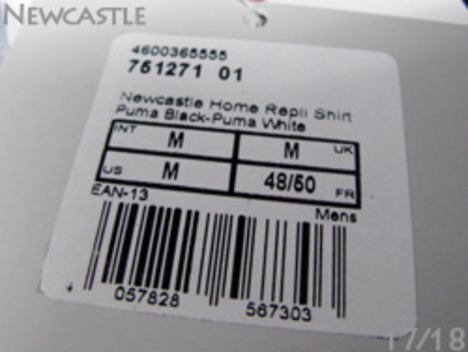 NEWCASTLE
4600365555
751271 01
Newcastle Home Repli Shirt
Puma Black-Puma White
INT M M UK
US M 48/50 FR
EAN-13 Mens
4 057828 567303
17/18